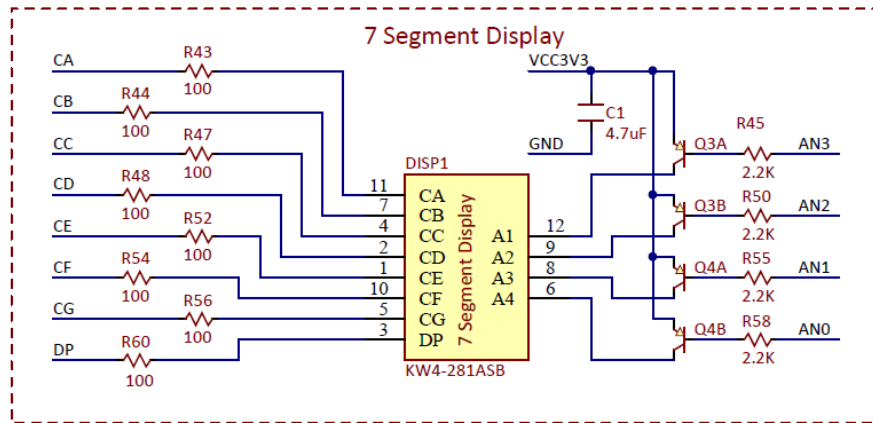 7 Segment Display
CA
R43
100
CB
R44
100
CC
R47
100
CD
R48
100
CE
R52
100
CF
R54
100
CG
R56
100
DP
R60
100
DISP1
11
7
4
2
1
10
5
3
CA
CB
CC
CD
CE
CF
CG
DP
7 Segment Display
A1
A2
A3
A4
12
9
8
6
KW4-281ASB
VCC3V3
C1
4.7uF
GND
Q3A
R45
2.2K
AN3
Q3B
R50
2.2K
AN2
Q4A
R55
2.2K
AN1
Q4B
R58
2.2K
AN0